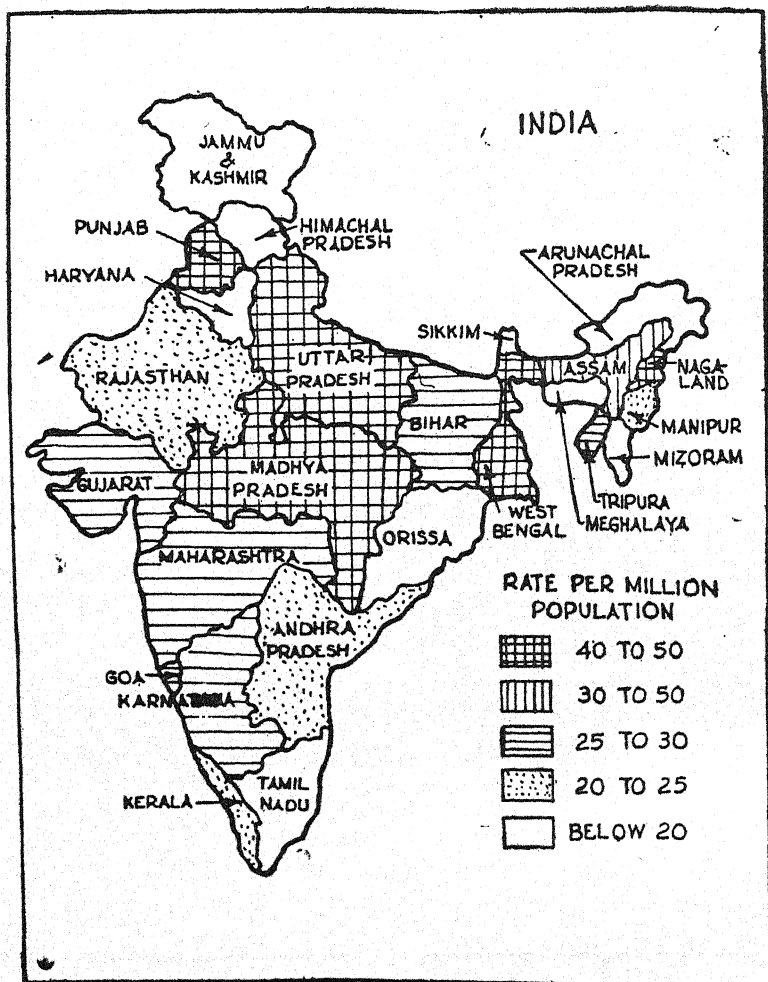 INDIA
JAMMU
&
KASHMIR
PUNJAB
HIMACHAL
PRADESH
HARYANA
ARUNACHAL
PRADESH
SIKKIM
UTTAR
PRADESH
ASSAM
NAGA-
LAND
RAJASTHAN
BIHAR
MANIPUR
MIZORAM
GUJARAT
MADHYA
PRADESH
TRIPURA
MEGHALAYA
WEST
BENGAL
ORISSA
MAHARASHTRA
ANDHRA
PRADESH
GOA
KERALA
TAMIL
NADU
RATE PER MILLION
POPULATION
40 TO 50
30 TO 50
25 TO 30
20 TO 25
BELOW 20